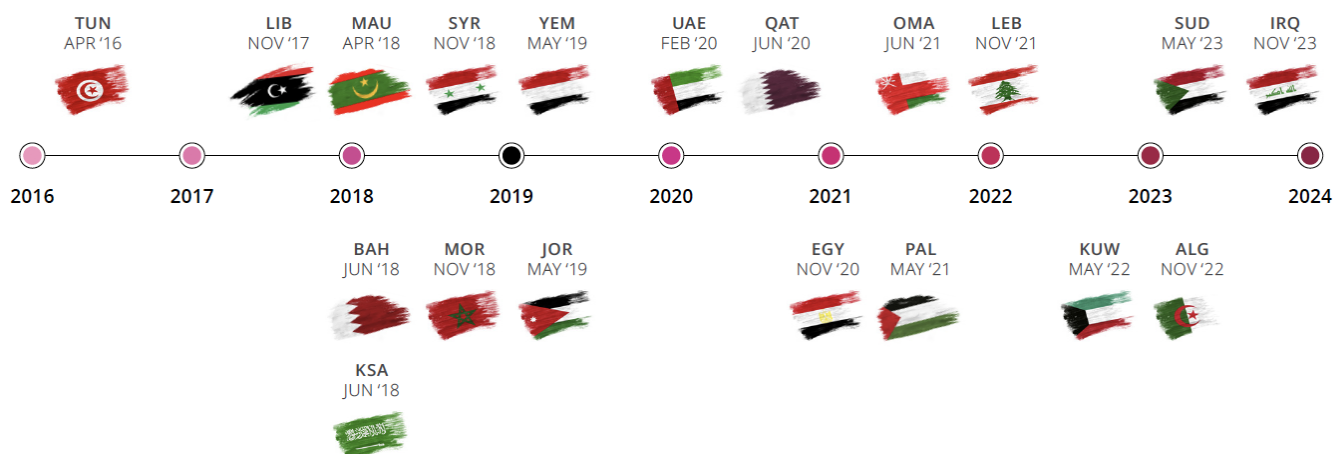 TUN
APR ‘16
LIB
NOV ‘17
MAU
APR ‘18
SYR
NOV ‘18
YEM
MAY ‘19
UAE
FEB ‘20
QAT
JUN ‘20
OMA
JUN ‘21
LEB
NOV ‘21
SUD
MAY ‘23
IRQ
NOV ‘23
2016
2017
2018
2019
2020
2021
2022
2023
2024
BAH
JUN ‘18
MOR
NOV ‘18
JOR
MAY ‘19
EGY
NOV ‘20
PAL
MAY ‘21
KUW
MAY ‘22
ALG
NOV ‘22
KSA
JUN ‘18